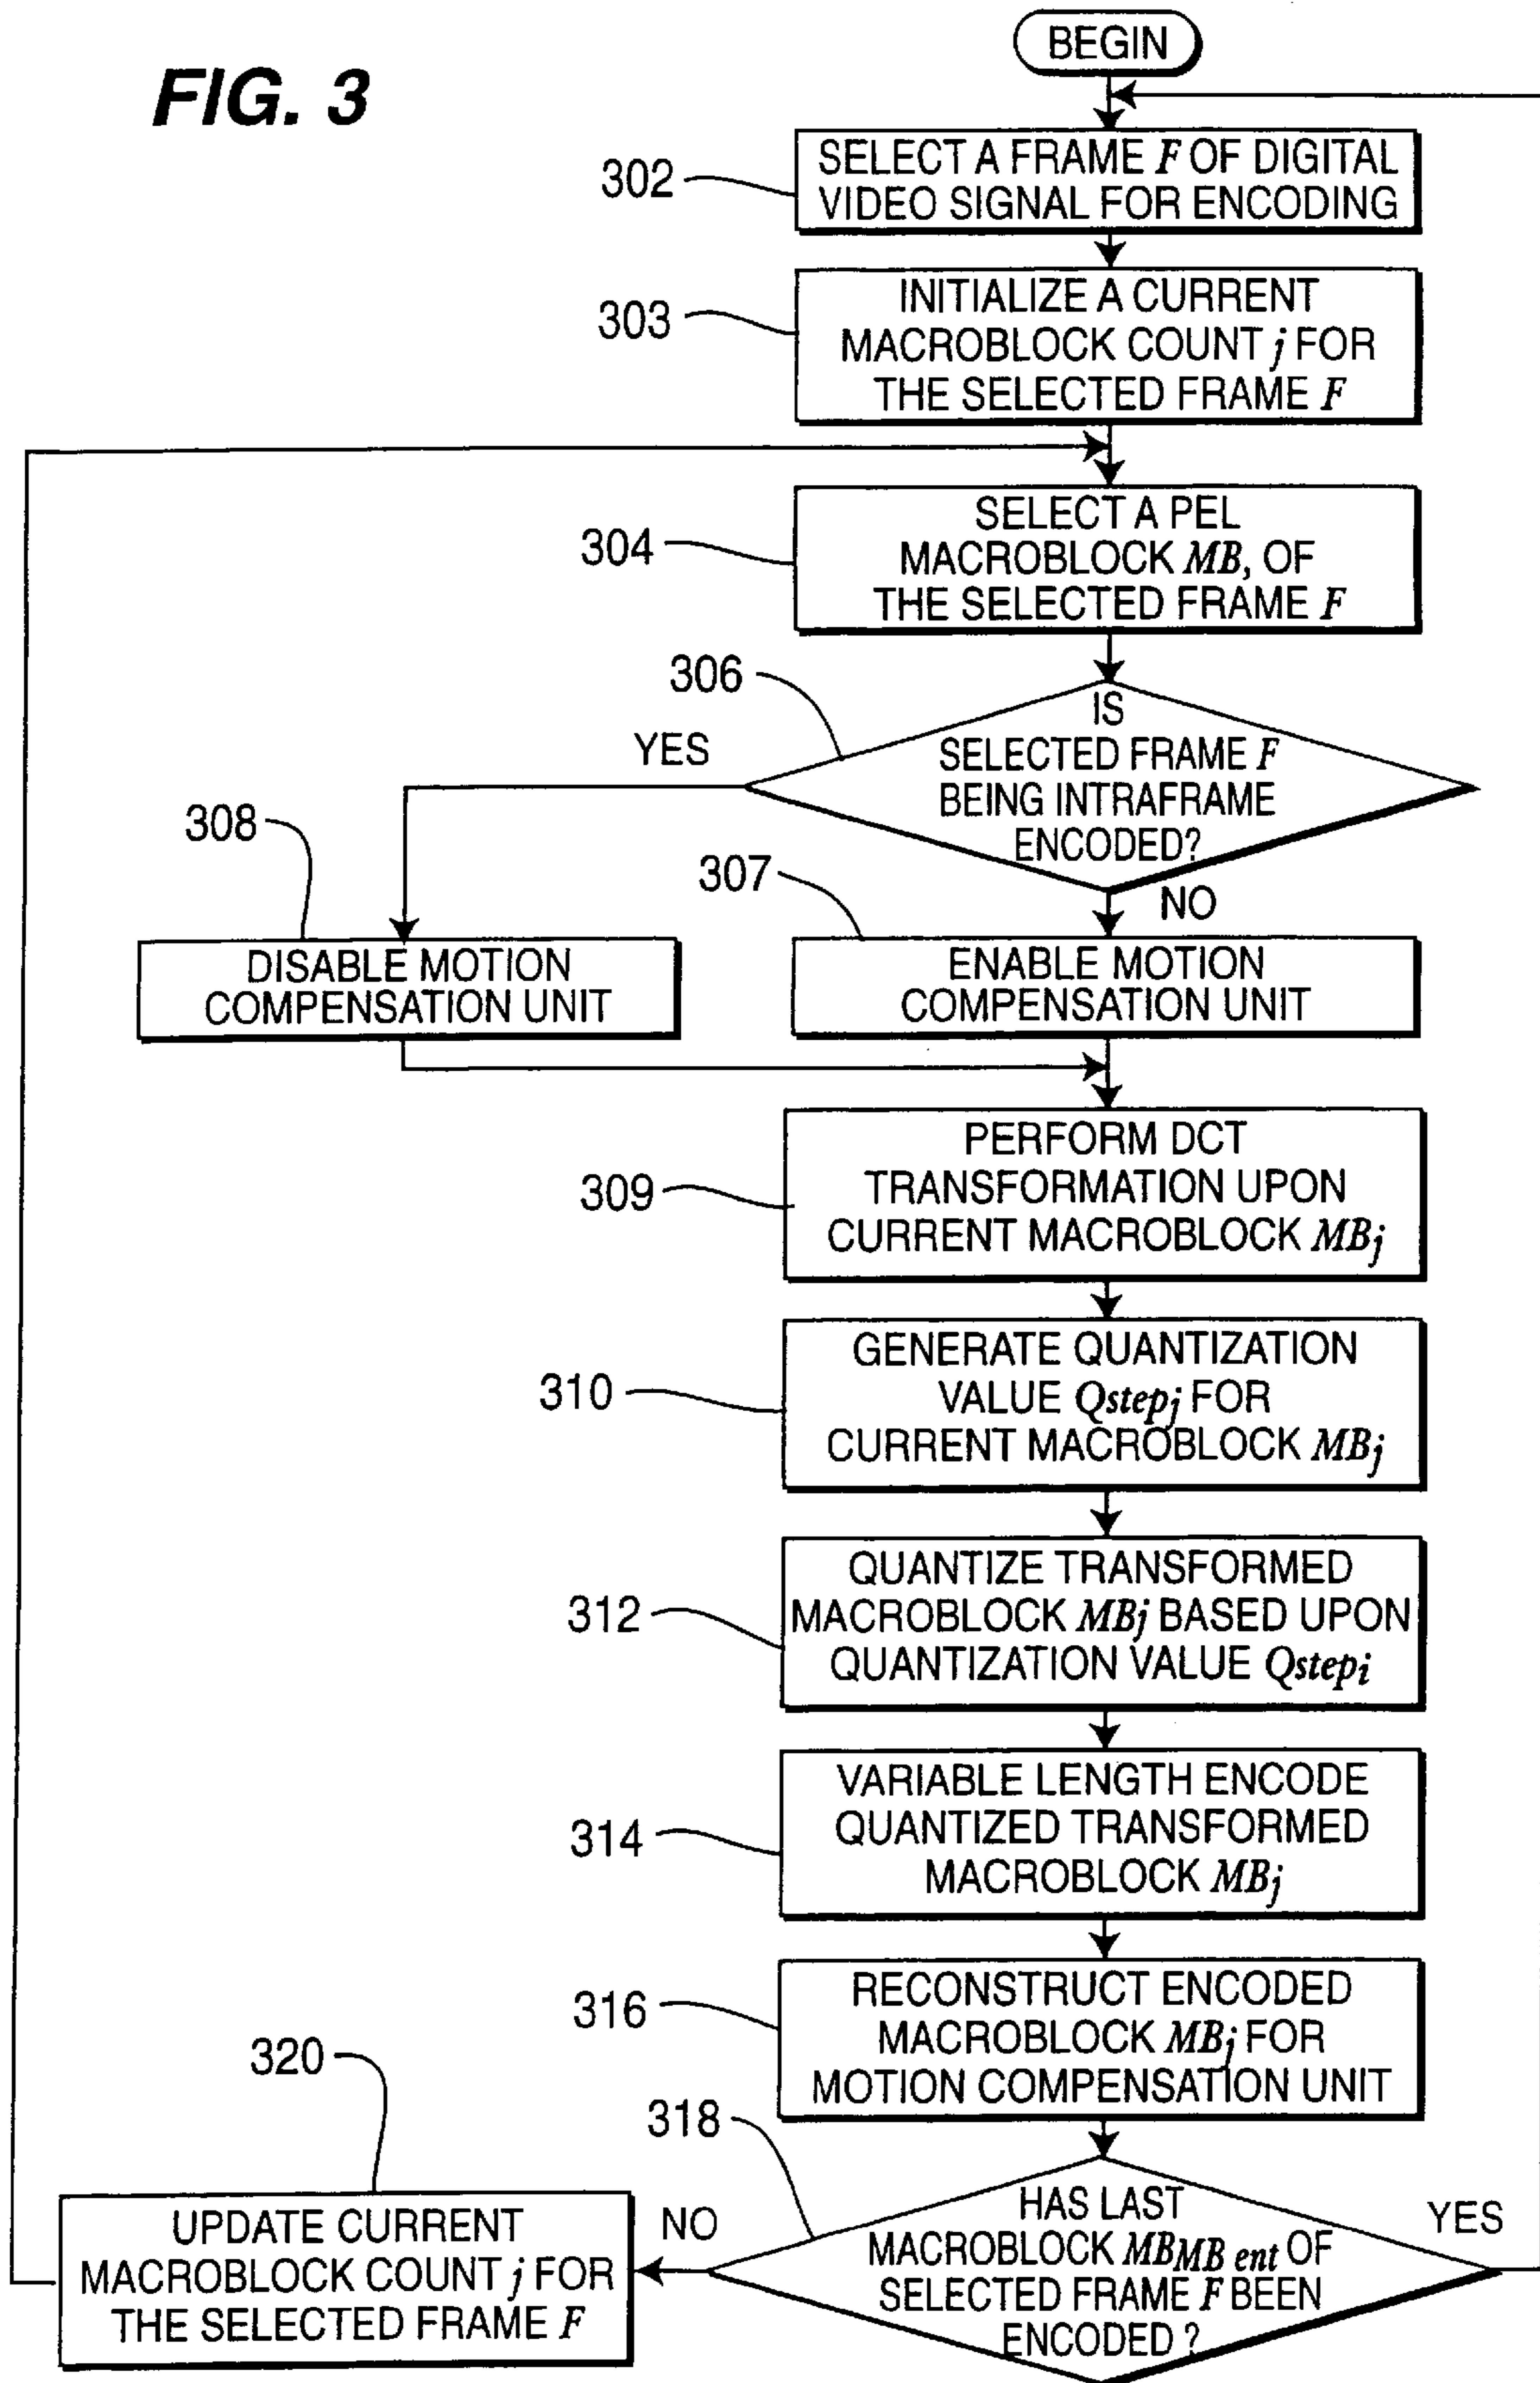 FIG. 3
BEGIN
302
SELECT A FRAME F OF DIGITAL
VIDEO SIGNAL FOR ENCODING
303
INITIALIZE A CURRENT
MACROBLOCK COUNT j FOR
THE SELECTED FRAME F
304
SELECT A PEL
MACROBLOCK MB, OF
THE SELECTED FRAME F
306
IS
SELECTED FRAME F
BEING INTRAFRAME
ENCODED?
YES
NO
308
DISABLE MOTION
COMPENSATION UNIT
307
ENABLE MOTION
COMPENSATION UNIT
309
PERFORM DCT
TRANSFORMATION UPON
CURRENT MACROBLOCK MBj
310
GENERATE QUANTIZATION
VALUE Qstepj FOR
CURRENT MACROBLOCK MBj
312
QUANTIZE TRANSFORMED
MACROBLOCK MBj BASED UPON
QUANTIZATION VALUE Qstepi
314
VARIABLE LENGTH ENCODE
QUANTIZED TRANSFORMED
MACROBLOCK MBj
316
RECONSTRUCT ENCODED
MACROBLOCK MBj FOR
MOTION COMPENSATION UNIT
318
HAS LAST
MACROBLOCK MBMB ent OF
SELECTED FRAME F BEEN
ENCODED ?
YES
NO
320
UPDATE CURRENT
MACROBLOCK COUNT j FOR
THE SELECTED FRAME F